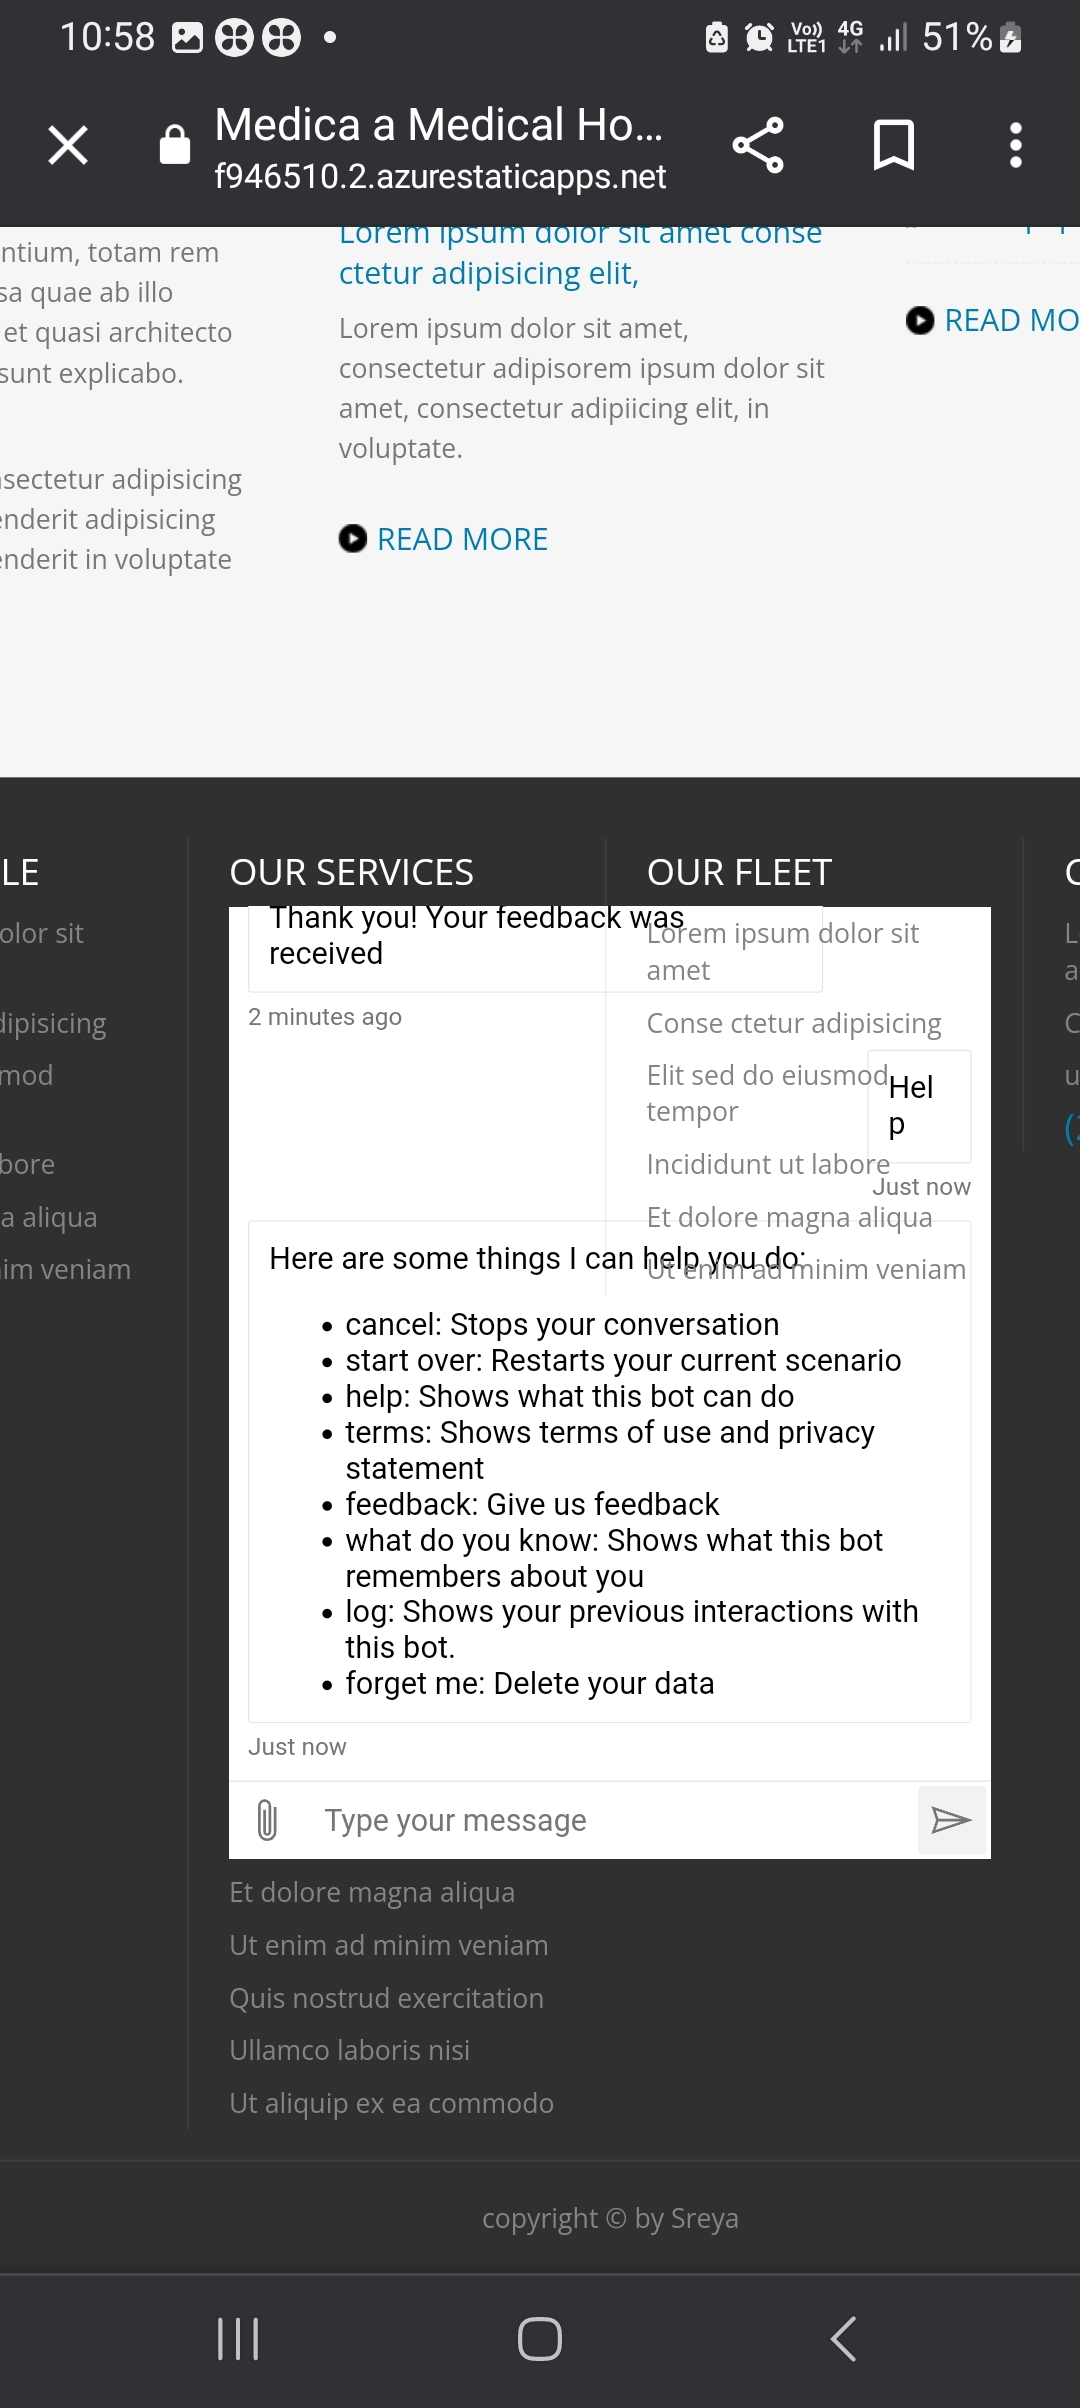 10:58
Vo))
LTE1
4G
51%
Medica a Medical Ho...
f946510.2.azurestaticapps.net
ntium, totam rem
sa quae ab illo
et quasi architecto
sunt explicabo.
nsectetur adipisicing
enderit adipisicing
enderit in voluptate
Lorem ipsum dolor sit amet conse
ctetur adipisicing elit,
Lorem ipsum dolor sit amet,
consectetur adipisorem ipsum dolor sit
amet, consectetur adipiicing elit, in
voluptate.
READ MORE
READ MO
LE
olor sit
dipisicing
mod
bore
a aliqua
nim veniam
OUR SERVICES
Thank you! Your feedback was
received
2 minutes ago
Hel
p
Just now
Here are some things I can help you do:
• cancel: Stops your conversation
• start over: Restarts your current scenario
• help: Shows what this bot can do
• terms: Shows terms of use and privacy
statement
• feedback: Give us feedback
• what do you know: Shows what this bot
remembers about you
• log: Shows your previous interactions with
this bot.
• forget me: Delete your data
Just now
Type your message
Et dolore magna aliqua
Ut enim ad minim veniam
Quis nostrud exercitation
Ullamco laboris nisi
Ut aliquip ex ea commodo
OUR FLEET
Lorem ipsum dolor sit
amet
Conse ctetur adipisicing
Elit sed do eiusmod
tempor
Incididunt ut labore
Et dolore magna aliqua
Ut enim ad minim veniam
copyright © by Sreya